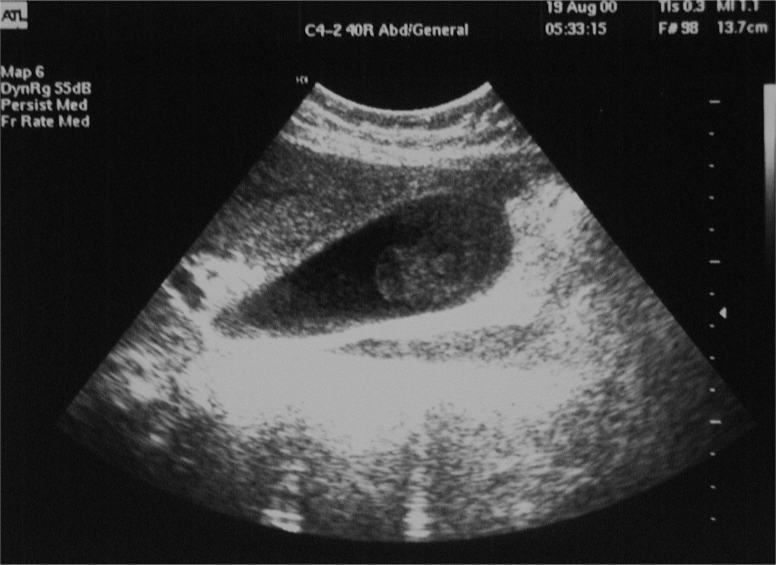 ATL
19 Aug 00
TIs 0.3 MI 1.1
C4-2 40R Abd/General
05:33:15
F#98 13.7cm
Map 6
DynRg 55dB
Persist Med
Fr Rate Med